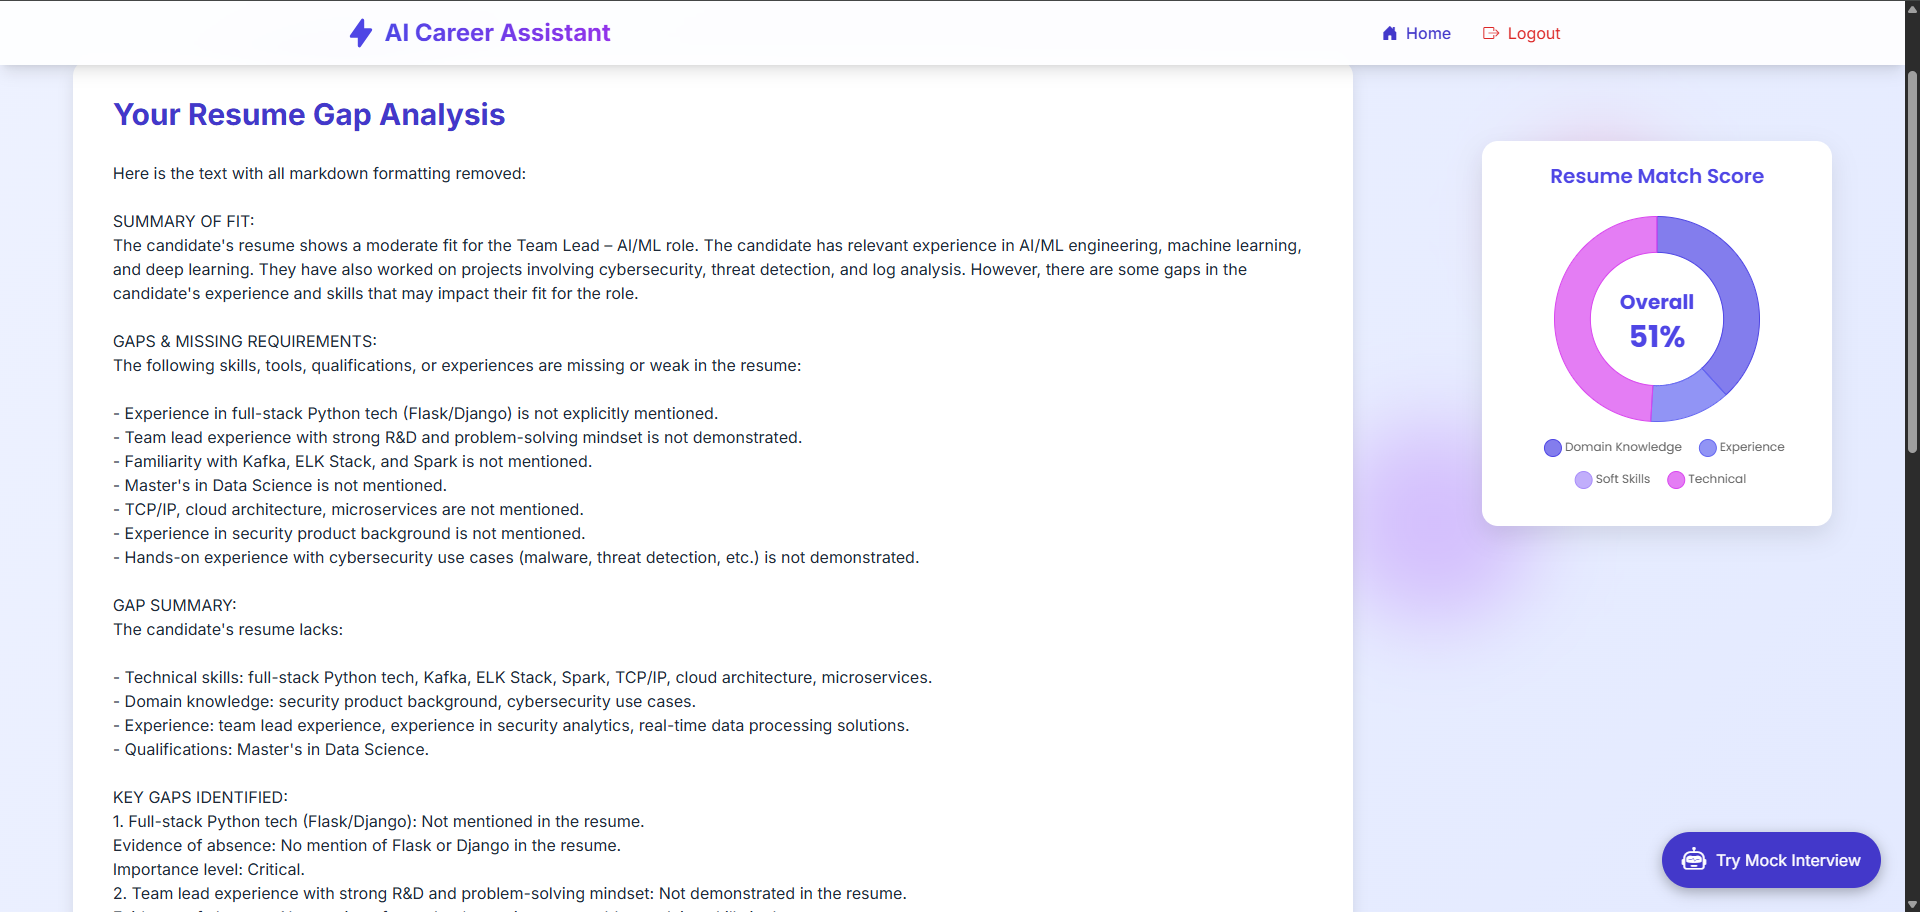 AI Career Assistant
Home
Logout
Your Resume Gap Analysis
Here is the text with all markdown formatting removed:
SUMMARY OF FIT:
The candidate's resume shows a moderate fit for the Team Lead – AI/ML role. The candidate has relevant experience in AI/ML engineering, machine learning,
and deep learning. They have also worked on projects involving cybersecurity, threat detection, and log analysis. However, there are some gaps in the
candidate's experience and skills that may impact their fit for the role.
GAPS & MISSING REQUIREMENTS:
The following skills, tools, qualifications, or experiences are missing or weak in the resume:
- Experience in full-stack Python tech (Flask/Django) is not explicitly mentioned.
- Team lead experience with strong R&D and problem-solving mindset is not demonstrated.
- Familiarity with Kafka, ELK Stack, and Spark is not mentioned.
- Master's in Data Science is not mentioned.
- TCP/IP, cloud architecture, microservices are not mentioned.
- Experience in security product background is not mentioned.
- Hands-on experience with cybersecurity use cases (malware, threat detection, etc.) is not demonstrated.
GAP SUMMARY:
The candidate's resume lacks:
- Technical skills: full-stack Python tech, Kafka, ELK Stack, Spark, TCP/IP, cloud architecture, microservices.
- Domain knowledge: security product background, cybersecurity use cases.
- Experience: team lead experience, experience in security analytics, real-time data processing solutions.
- Qualifications: Master's in Data Science.
KEY GAPS IDENTIFIED:
1. Full-stack Python tech (Flask/Django): Not mentioned in the resume.
Evidence of absence: No mention of Flask or Django in the resume.
Importance level: Critical.
2. Team lead experience with strong R&D and problem-solving mindset: Not demonstrated in the resume.
Resume Match Score
Overall
51%
Domain Knowledge
Experience
Soft Skills
Technical
Try Mock Interview